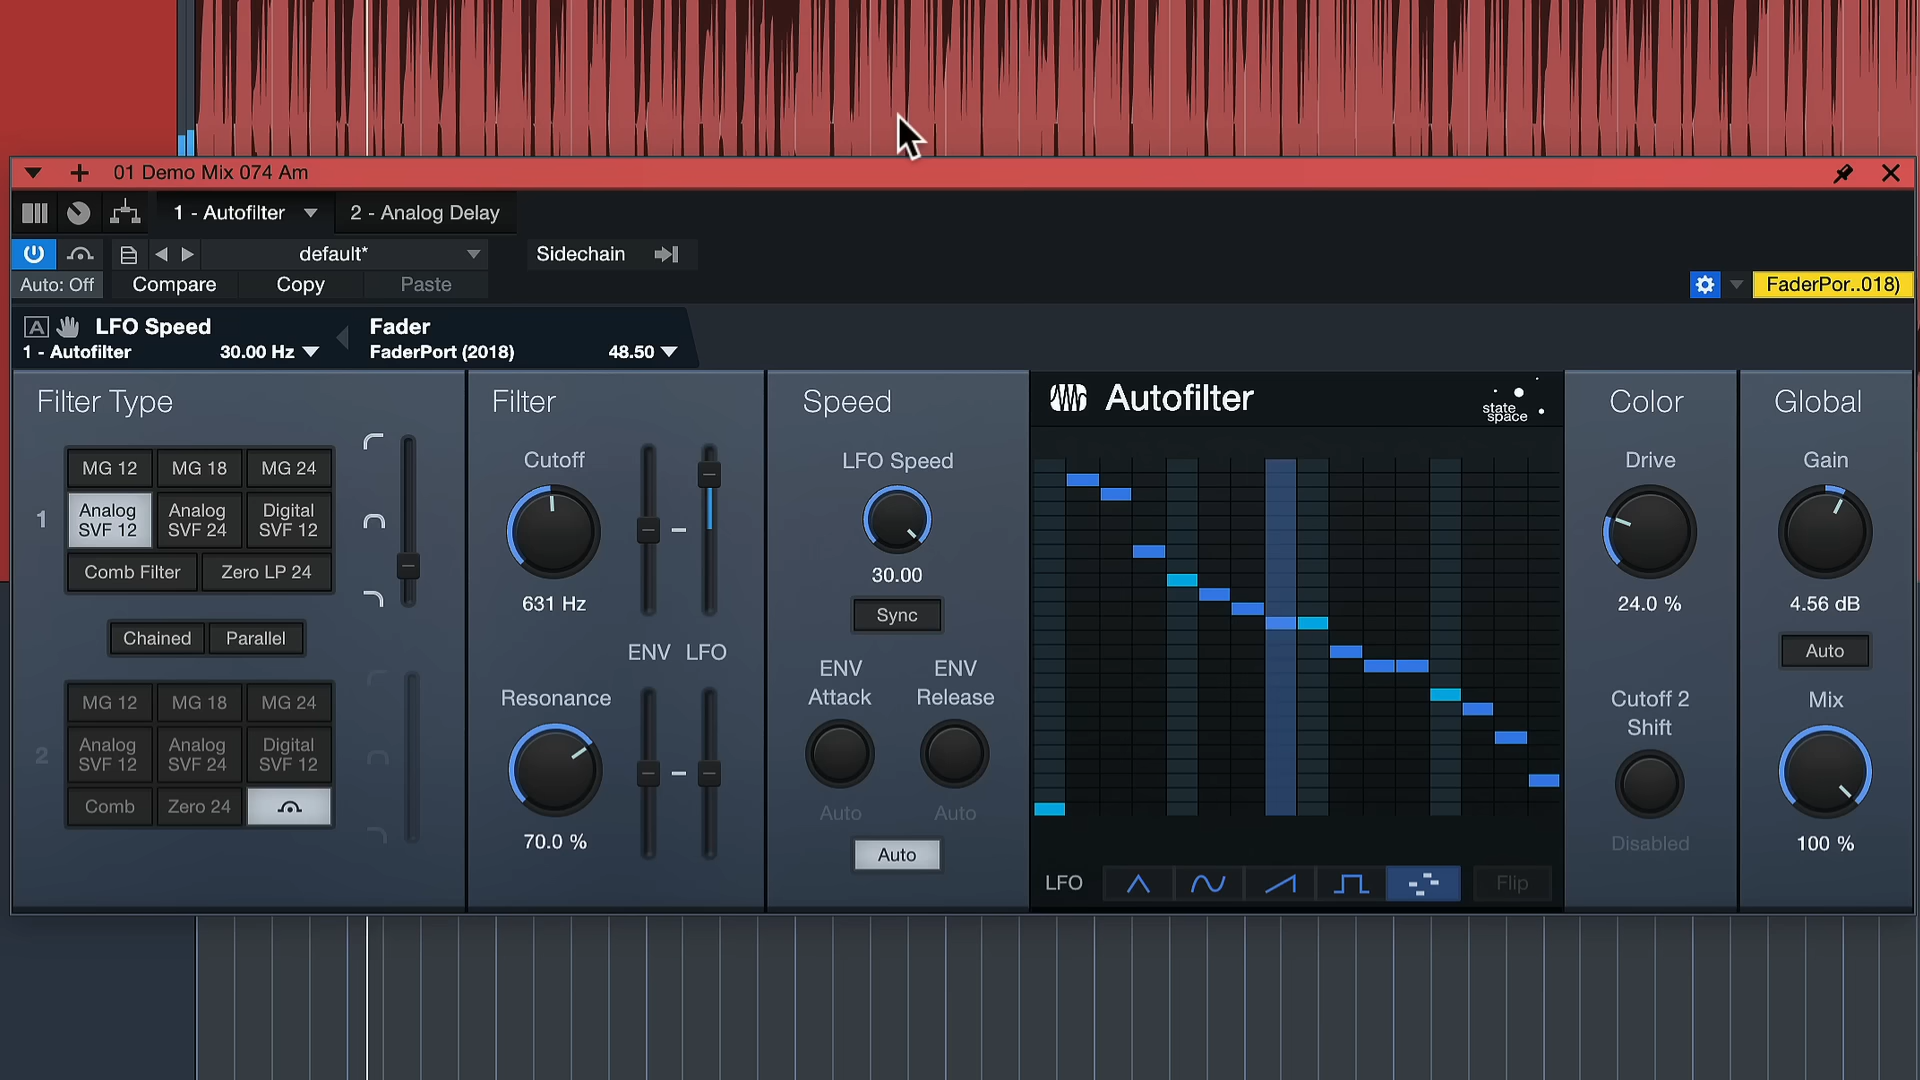 01 Demo Mix 074 Am
1 - Autofilter
2 - Analog Delay
default*
Sidechain
Auto: Off
Compare
Copy
Paste
FaderPor..018)
A
LFO Speed
Fader
1 - Autofilter
30.00 Hz
FaderPort (2018)
48.50
Filter Type
Filter
Speed
Autofilter
state
space
Color
Global
1
MG 12
MG 18
MG 24
Analog
SVF 12
Analog
SVF 24
Digital
SVF 12
Comb Filter
Zero LP 24
Chained
Parallel
2
MG 12
MG 18
MG 24
Analog
SVF 12
Analog
SVF 24
Digital
SVF 12
Comb
Zero 24
Cutoff
631 Hz
ENV
LFO
Resonance
70.0 %
LFO Speed
30.00
Sync
ENV
Attack
ENV
Release
Auto
Auto
Auto
LFO
Flip
Drive
24.0 %
Cutoff 2
Shift
Disabled
Gain
4.56 dB
Auto
Mix
100 %